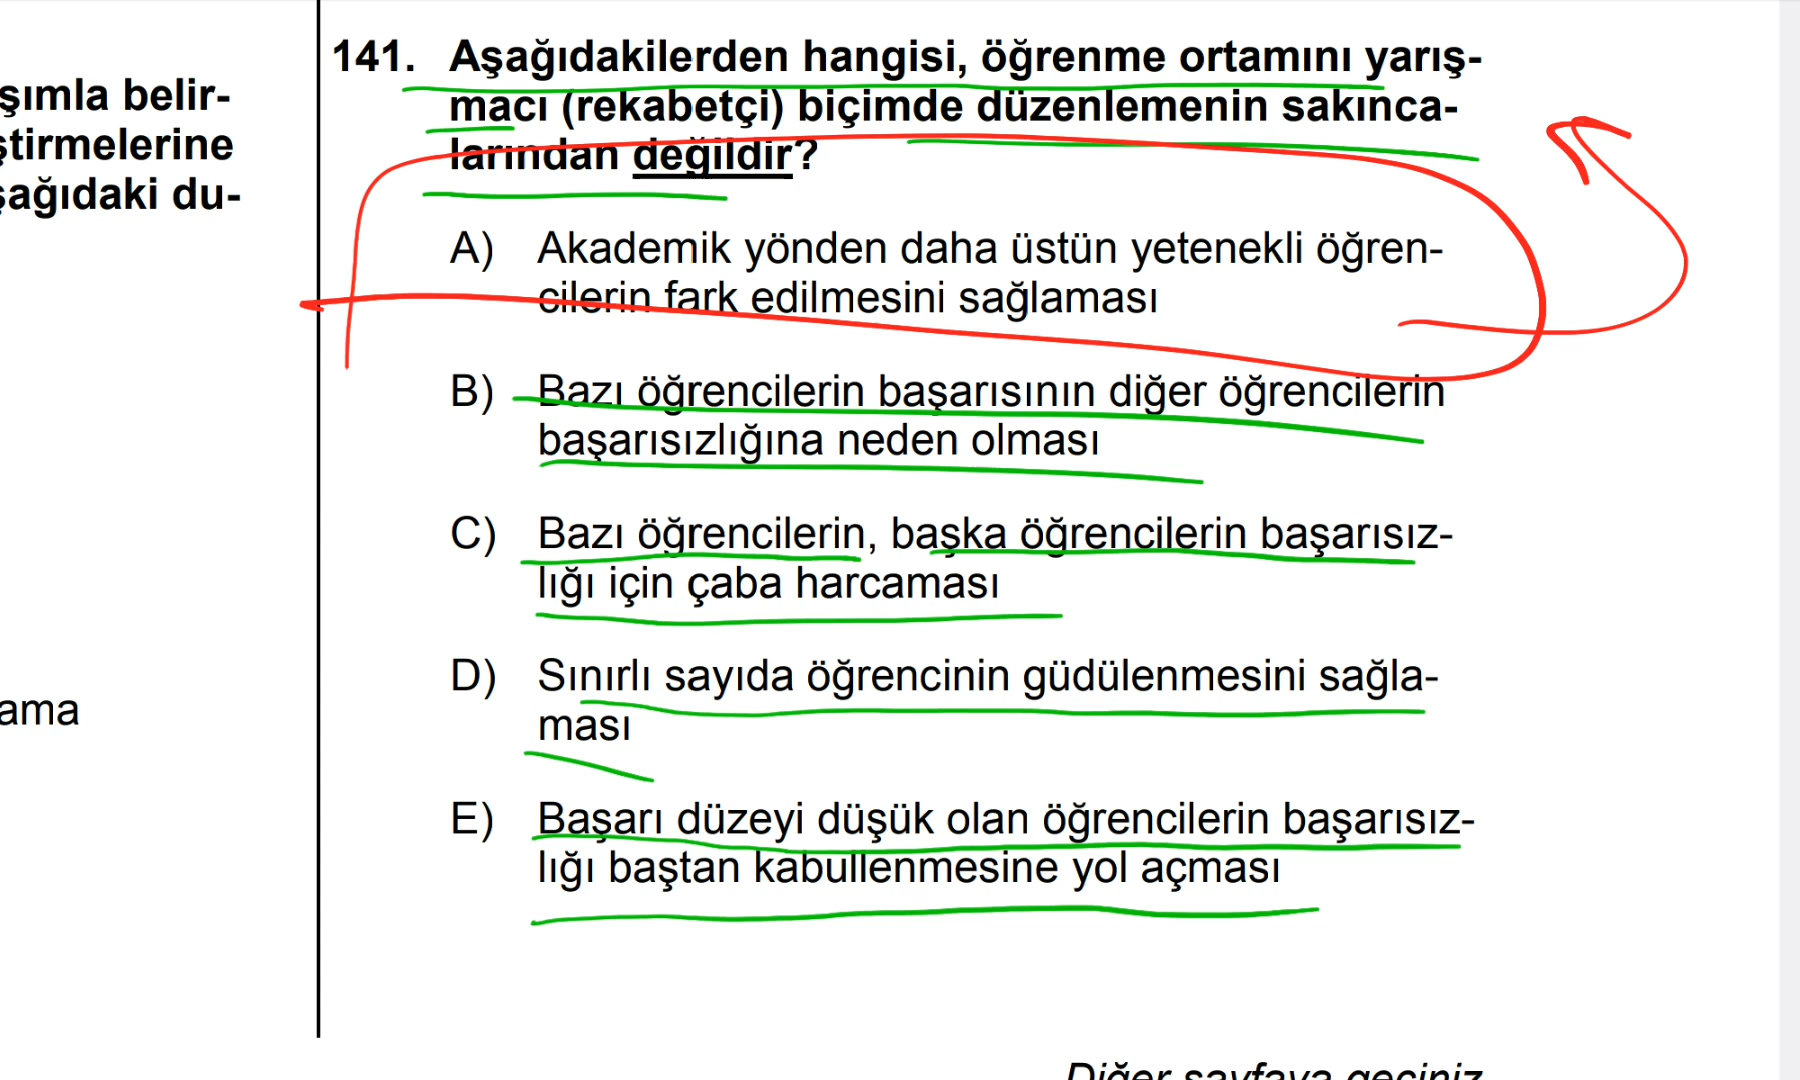 şımla belir-
ştirmelerine
şağıdaki du-
ama
141. Aşağıdakilerden hangisi, öğrenme ortamını yarış-
macı (rekabetçi) biçimde düzenlemenin sakınca-
larından değildir?
A) Akademik yönden daha üstün yetenekli öğren-
cilerin fark edilmesini sağlaması
B) Bazı öğrencilerin başarısının diğer öğrencilerin
başarısızlığına neden olması
C) Bazı öğrencilerin, başka öğrencilerin başarısız-
lığı için çaba harcaması
D) Sınırlı sayıda öğrencinin güdülenmesini sağla-
ması
E) Başarı düzeyi düşük olan öğrencilerin başarısız-
lığı baştan kabullenmesine yol açması
Diğer sayfaya geçiniz